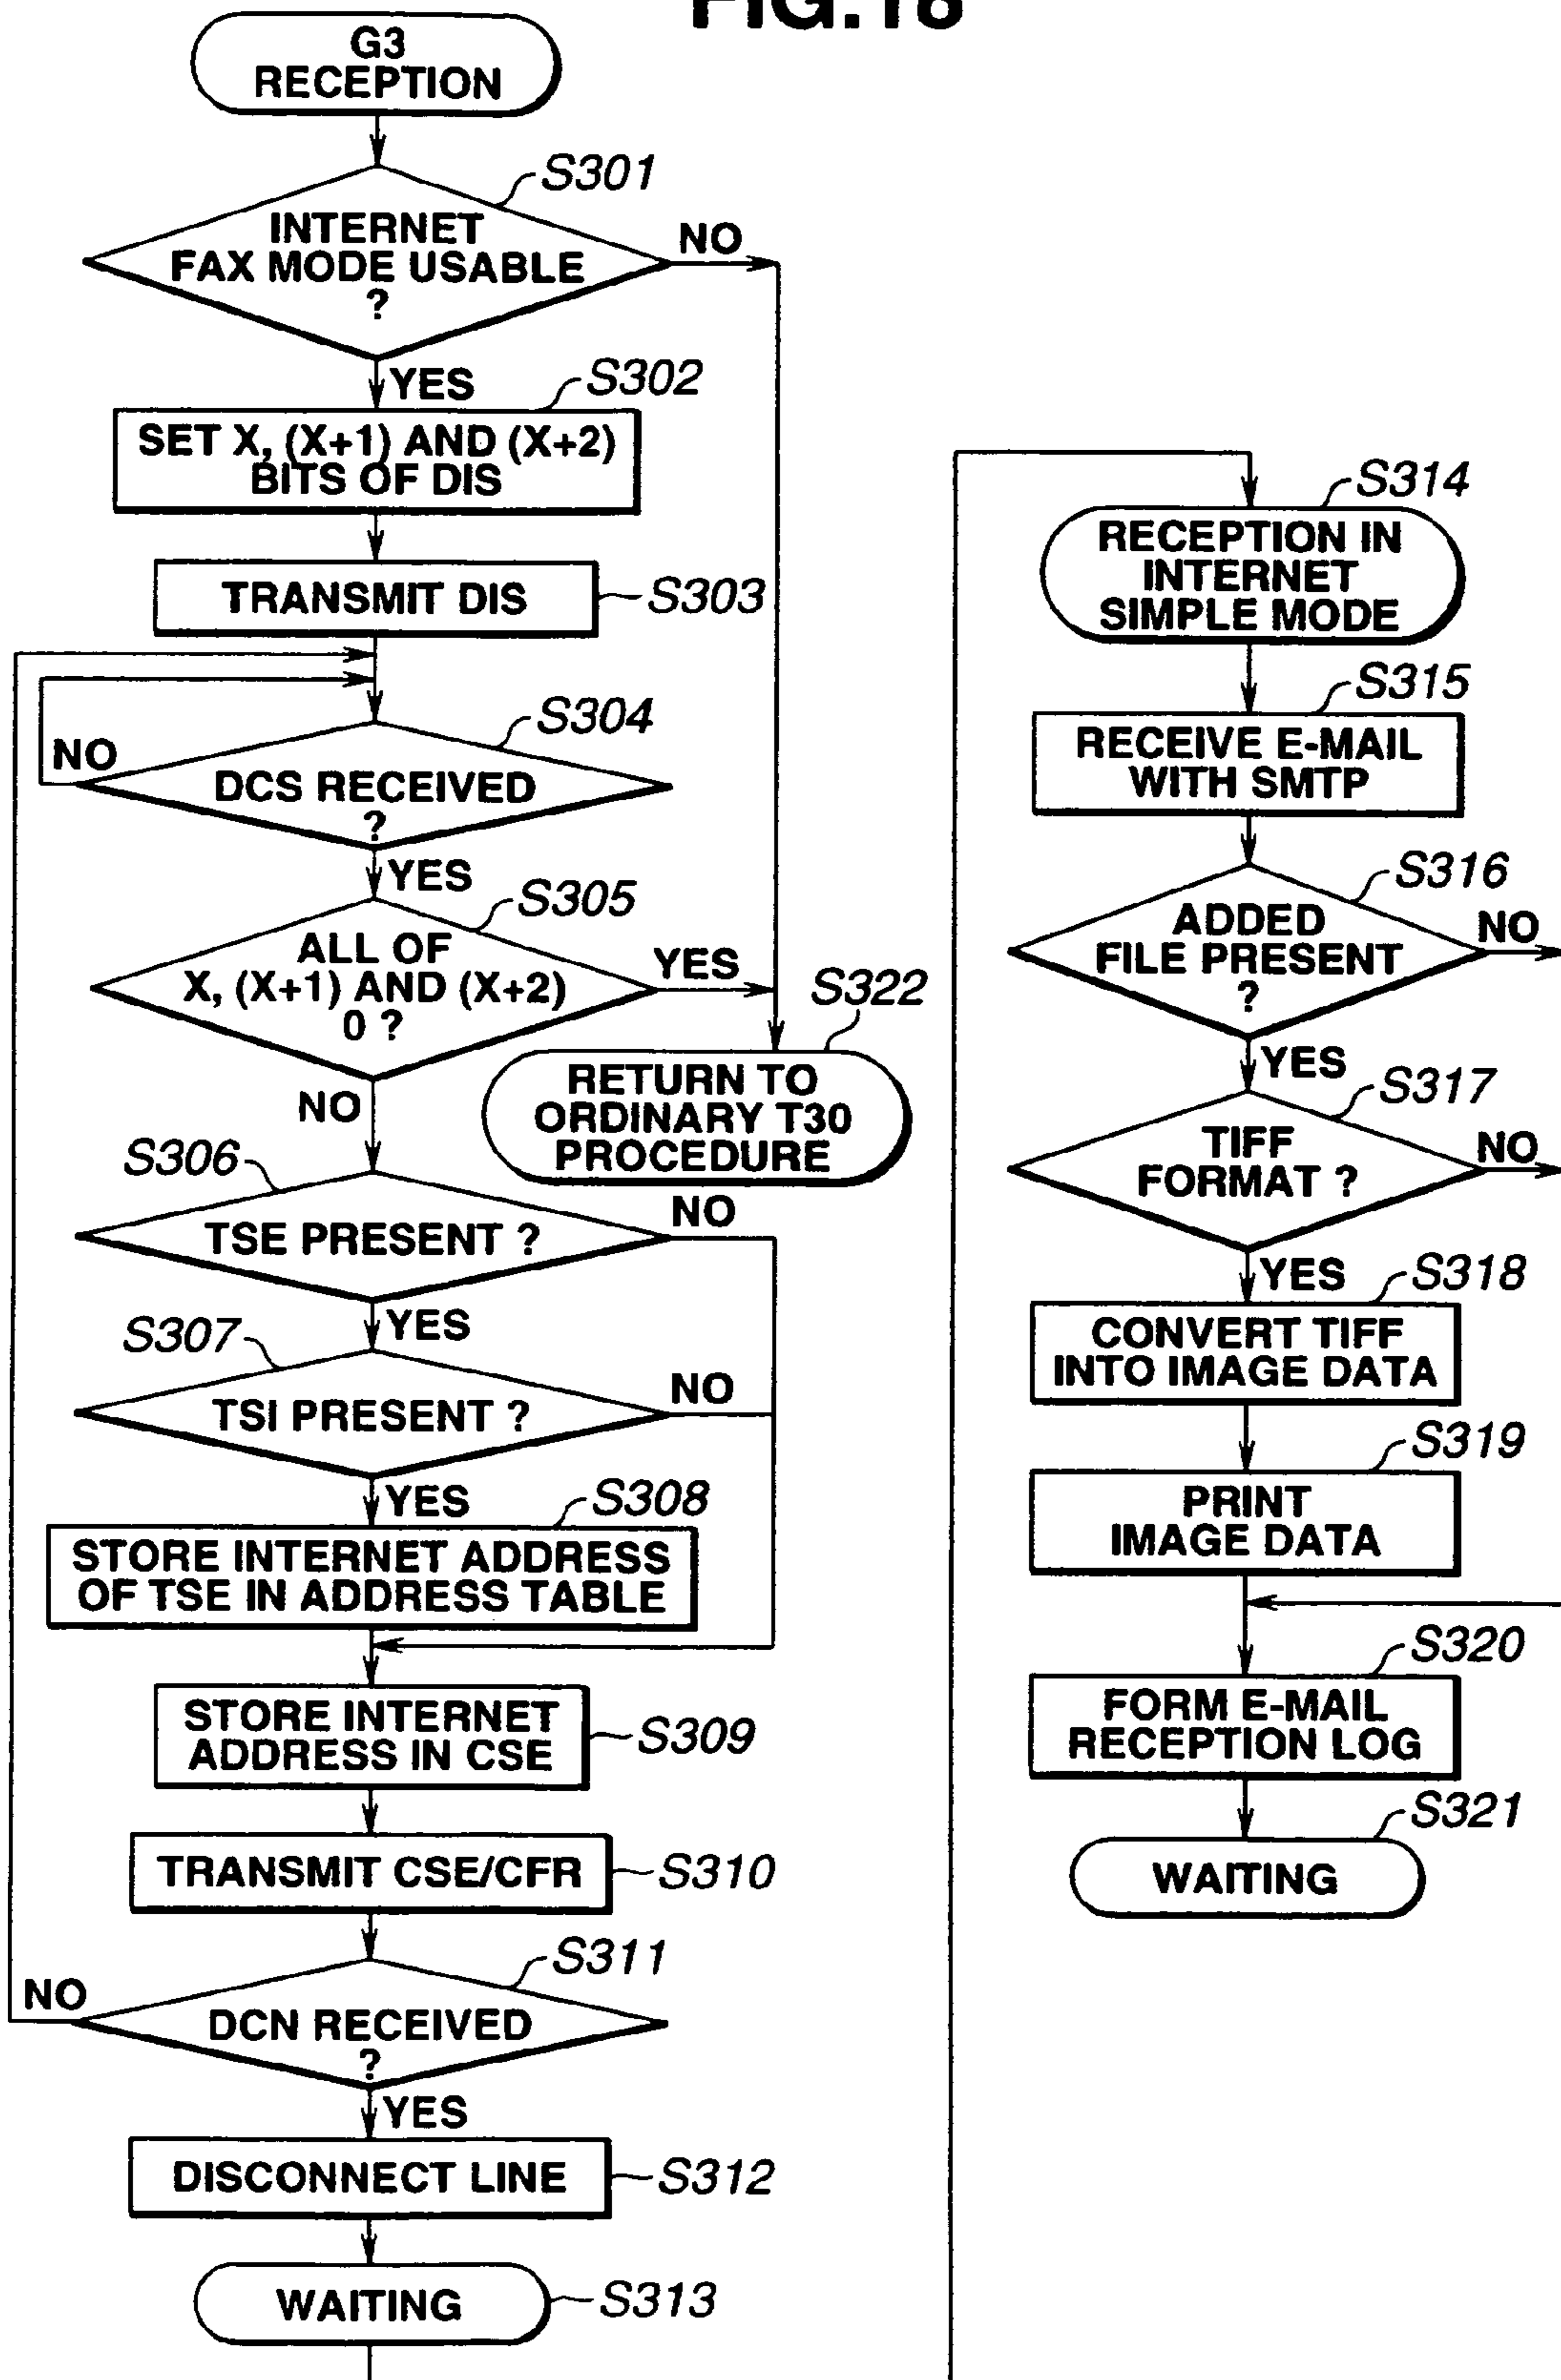 FIG.18
G3
RECEPTION
S301
INTERNET
FAX MODE USABLE
?
NO
YES
S302
SET X, (X+1) AND (X+2)
BITS OF DIS
TRANSMIT DIS
S303
S304
NO
DCS RECEIVED
?
YES
S305
ALL OF
X, (X+1) AND (X+2)
0 ?
YES
NO
S322
RETURN TO
ORDINARY T30
PROCEDURE
S306
TSE PRESENT ?
NO
YES
S307
TSI PRESENT ?
NO
YES
S308
STORE INTERNET ADDRESS
OF TSE IN ADDRESS TABLE
STORE INTERNET
ADDRESS IN CSE
S309
TRANSMIT CSE/CFR
S310
S311
NO
DCN RECEIVED
?
YES
DISCONNECT LINE
S312
WAITING
S313
S314
RECEPTION IN
INTERNET
SIMPLE MODE
S315
RECEIVE E-MAIL
WITH SMTP
S316
ADDED
FILE PRESENT
?
NO
YES
S317
TIFF
FORMAT ?
NO
YES
S318
CONVERT TIFF
INTO IMAGE DATA
S319
PRINT
IMAGE DATA
S320
FORM E-MAIL
RECEPTION LOG
S321
WAITING